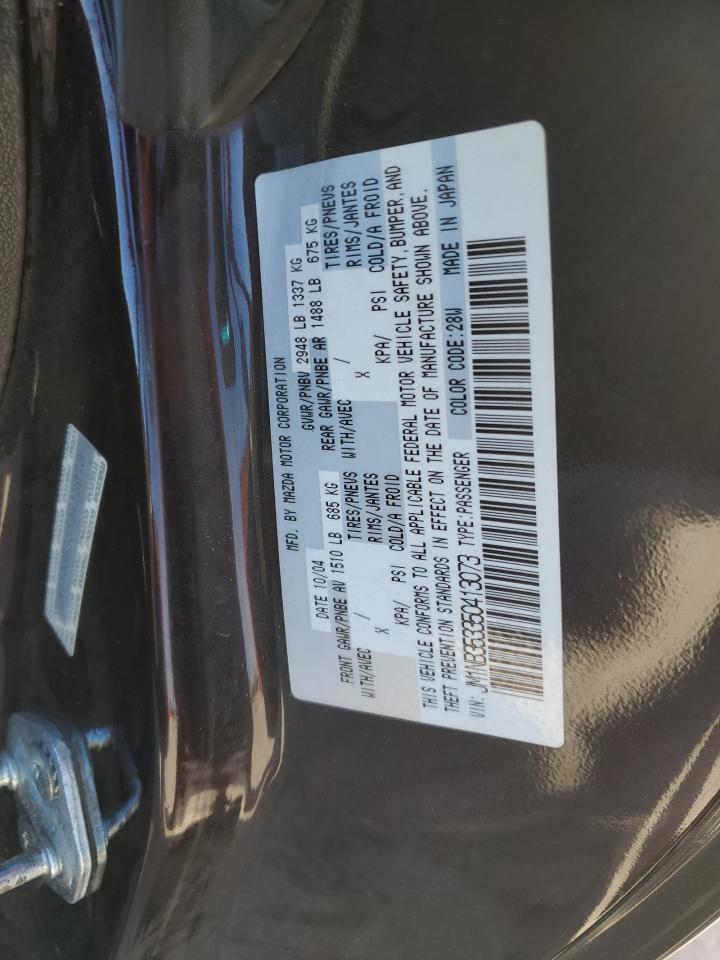 MFD. BY MAZDA MOTOR CORPORATION
DATE 10/04 GVWR/PNBV 2948 LB 1337 KG
FRONT GAWR/PNBE AV 1510 LB 685 KG REAR GAWR/PNBE AR 1488 LB 675 KG
WITH/AVEC / TIRES/PNEUS WITH/AVEC / TIRES/PNEUS
X RIMS/JANTES X RIMS/JANTES
KPA/ PSI COLD/A FROID KPA/ PSI COLD/A FROID
THIS VEHICLE CONFORMS TO ALL APPLICABLE FEDERAL MOTOR VEHICLE SAFETY, BUMPER, AND
THEFT PREVENTION STANDARDS IN EFFECT ON THE DATE OF MANUFACTURE SHOWN ABOVE.
VIN: JM1NB353350413073 TYPE:PASSENGER COLOR CODE:28W MADE IN JAPAN